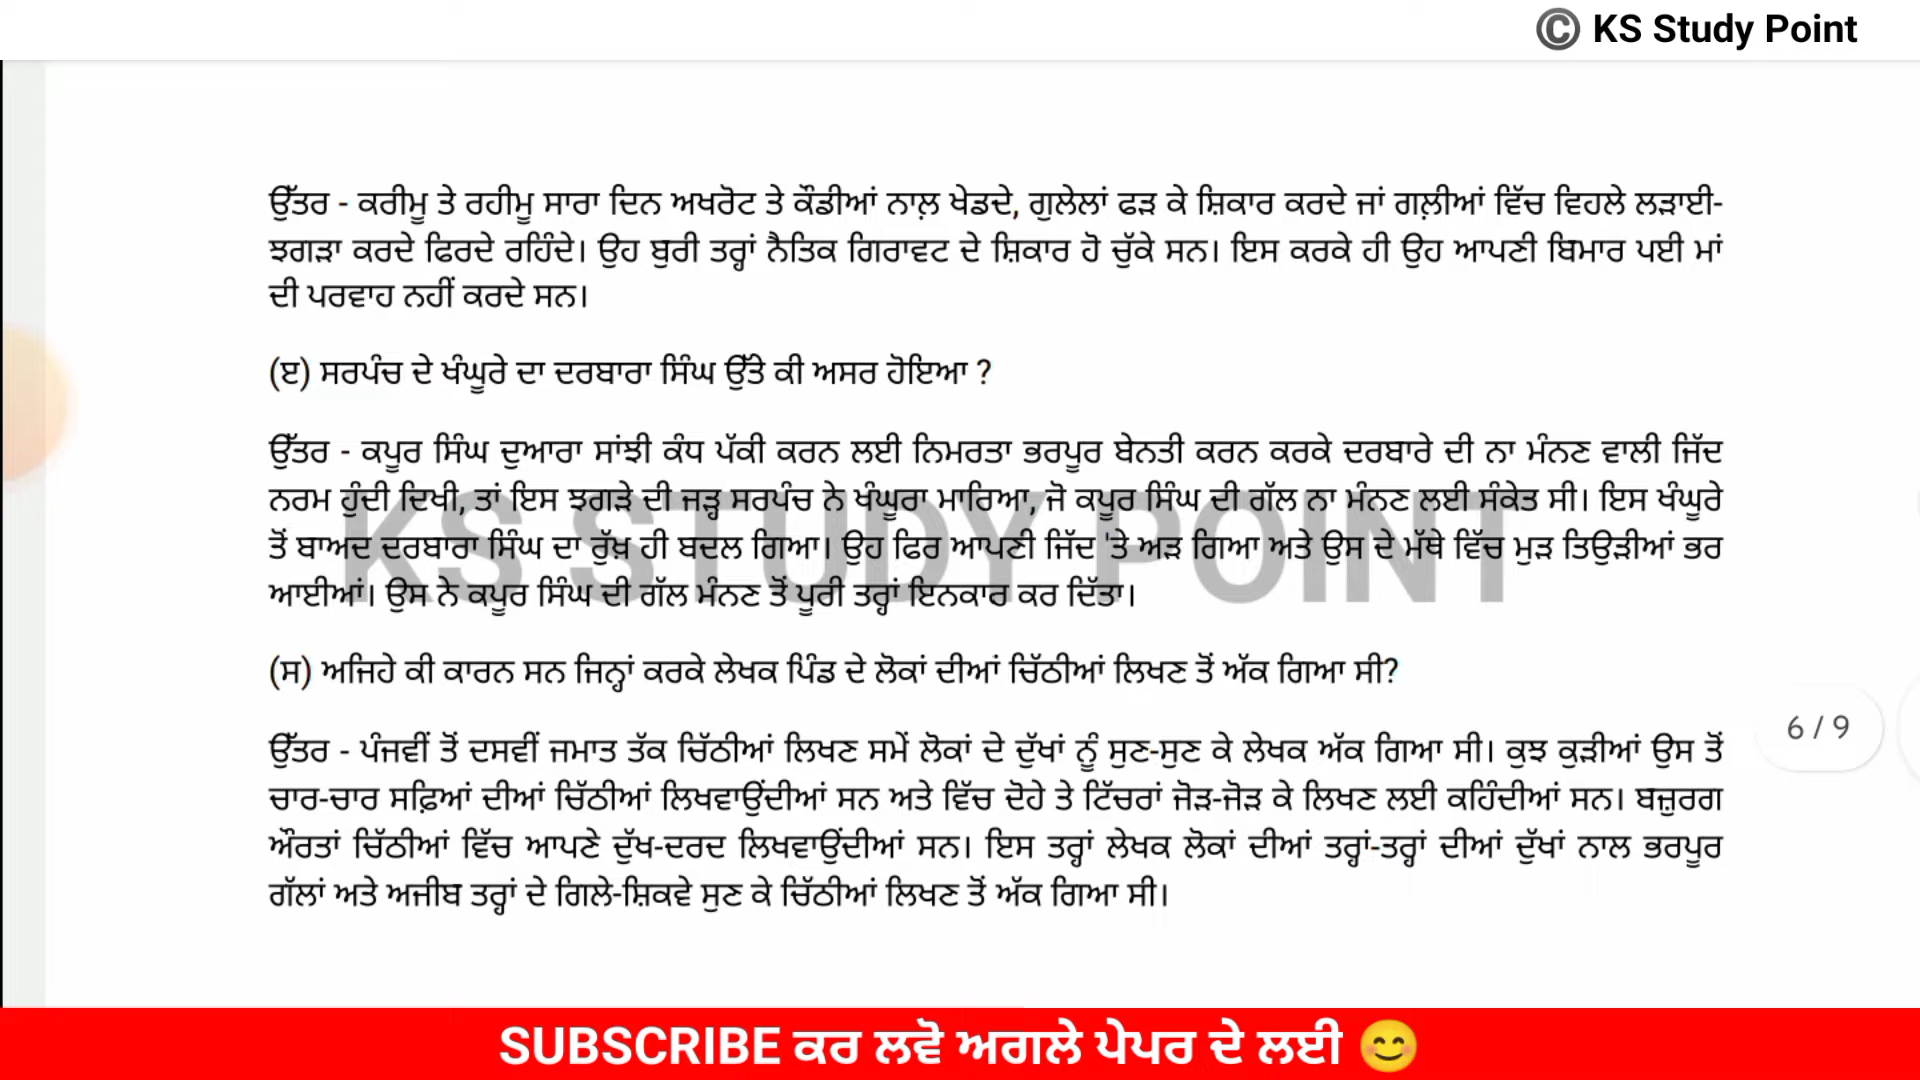 © KS Study Point
ਉੱਤਰ - ਕਰੀਮੂ ਤੇ ਰਹੀਮੂ ਸਾਰਾ ਦਿਨ ਅਖਰੋਟ ਤੇ ਕੌਡੀਆਂ ਨਾਲ਼ ਖੇਡਦੇ, ਗੁਲੇਲਾਂ ਫੜ ਕੇ ਸ਼ਿਕਾਰ ਕਰਦੇ ਜਾਂ ਗਲ਼ੀਆਂ ਵਿੱਚ ਵਿਹਲੇ ਲੜਾਈ-
ਝਗੜਾ ਕਰਦੇ ਫਿਰਦੇ ਰਹਿੰਦੇ। ਉਹ ਬੁਰੀ ਤਰ੍ਹਾਂ ਨੈਤਿਕ ਗਿਰਾਵਟ ਦੇ ਸ਼ਿਕਾਰ ਹੋ ਚੁੱਕੇ ਸਨ। ਇਸ ਕਰਕੇ ਹੀ ਉਹ ਆਪਣੀ ਬਿਮਾਰ ਪਈ ਮਾਂ
ਦੀ ਪਰਵਾਹ ਨਹੀਂ ਕਰਦੇ ਸਨ।
(ੲ) ਸਰਪੰਚ ਦੇ ਖੰਘੂਰੇ ਦਾ ਦਰਬਾਰਾ ਸਿੰਘ ਉੱਤੇ ਕੀ ਅਸਰ ਹੋਇਆ ?
ਉੱਤਰ - ਕਪੂਰ ਸਿੰਘ ਦੁਆਰਾ ਸਾਂਝੀ ਕੰਧ ਪੱਕੀ ਕਰਨ ਲਈ ਨਿਮਰਤਾ ਭਰਪੂਰ ਬੇਨਤੀ ਕਰਨ ਕਰਕੇ ਦਰਬਾਰੇ ਦੀ ਨਾ ਮੰਨਣ ਵਾਲੀ ਜਿੱਦ
ਨਰਮ ਹੁੰਦੀ ਦਿਖੀ, ਤਾਂ ਇਸ ਝਗੜੇ ਦੀ ਜੜ੍ਹ ਸਰਪੰਚ ਨੇ ਖੰਘੂਰਾ ਮਾਰਿਆ, ਜੋ ਕਪੂਰ ਸਿੰਘ ਦੀ ਗੱਲ ਨਾ ਮੰਨਣ ਲਈ ਸੰਕੇਤ ਸੀ। ਇਸ ਖੰਘੂਰੇ
ਤੋਂ ਬਾਅਦ ਦਰਬਾਰਾ ਸਿੰਘ ਦਾ ਰੁੱਖ਼ ਹੀ ਬਦਲ ਗਿਆ। ਉਹ ਫਿਰ ਆਪਣੀ ਜਿੱਦ 'ਤੇ ਅੜ ਗਿਆ ਅਤੇ ਉਸ ਦੇ ਮੱਥੇ ਵਿੱਚ ਮੁੜ ਤਿਉੜੀਆਂ ਭਰ
ਆਈਆਂ। ਉਸ ਨੇ ਕਪੂਰ ਸਿੰਘ ਦੀ ਗੱਲ ਮੰਨਣ ਤੋਂ ਪੂਰੀ ਤਰ੍ਹਾਂ ਇਨਕਾਰ ਕਰ ਦਿੱਤਾ।
KS STUDY POINT
(ਸ) ਅਜਿਹੇ ਕੀ ਕਾਰਨ ਸਨ ਜਿਨ੍ਹਾਂ ਕਰਕੇ ਲੇਖਕ ਪਿੰਡ ਦੇ ਲੋਕਾਂ ਦੀਆਂ ਚਿੱਠੀਆਂ ਲਿਖਣ ਤੋਂ ਅੱਕ ਗਿਆ ਸੀ?
6 / 9
ਉੱਤਰ - ਪੰਜਵੀਂ ਤੋਂ ਦਸਵੀਂ ਜਮਾਤ ਤੱਕ ਚਿੱਠੀਆਂ ਲਿਖਣ ਸਮੇਂ ਲੋਕਾਂ ਦੇ ਦੁੱਖਾਂ ਨੂੰ ਸੁਣ-ਸੁਣ ਕੇ ਲੇਖਕ ਅੱਕ ਗਿਆ ਸੀ। ਕੁਝ ਕੁੜੀਆਂ ਉਸ ਤੋਂ
ਚਾਰ-ਚਾਰ ਸਫ਼ਿਆਂ ਦੀਆਂ ਚਿੱਠੀਆਂ ਲਿਖਵਾਉਂਦੀਆਂ ਸਨ ਅਤੇ ਵਿੱਚ ਦੋਹੇ ਤੇ ਟਿੱਚਰਾਂ ਜੋੜ-ਜੋੜ ਕੇ ਲਿਖਣ ਲਈ ਕਹਿੰਦੀਆਂ ਸਨ। ਬਜ਼ੁਰਗ
ਔਰਤਾਂ ਚਿੱਠੀਆਂ ਵਿੱਚ ਆਪਣੇ ਦੁੱਖ-ਦਰਦ ਲਿਖਵਾਉਂਦੀਆਂ ਸਨ। ਇਸ ਤਰ੍ਹਾਂ ਲੇਖਕ ਲੋਕਾਂ ਦੀਆਂ ਤਰ੍ਹਾਂ-ਤਰ੍ਹਾਂ ਦੀਆਂ ਦੁੱਖਾਂ ਨਾਲ ਭਰਪੂਰ
ਗੱਲਾਂ ਅਤੇ ਅਜੀਬ ਤਰ੍ਹਾਂ ਦੇ ਗਿਲੇ-ਸ਼ਿਕਵੇ ਸੁਣ ਕੇ ਚਿੱਠੀਆਂ ਲਿਖਣ ਤੋਂ ਅੱਕ ਗਿਆ ਸੀ।
SUBSCRIBE ਕਰ ਲਵੋ ਅਗਲੇ ਪੇਪਰ ਦੇ ਲਈ 😊